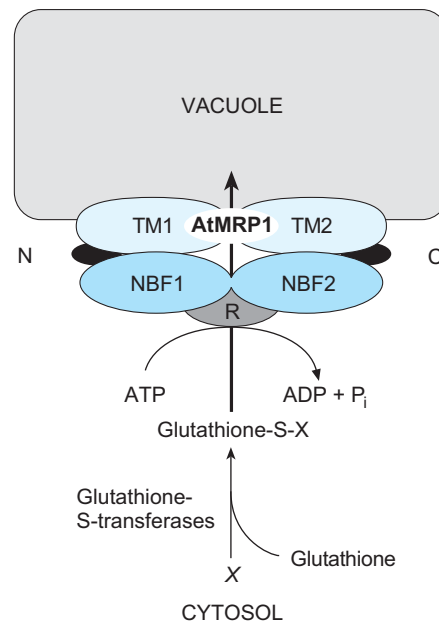 VACUOLE
TM1 AtMRP1 TM2
N C
NBF1 NBF2
R
ATP ADP + Pi
Glutathione-S-X
Glutathione-
S-transferases
Glutathione
X
CYTOSOL